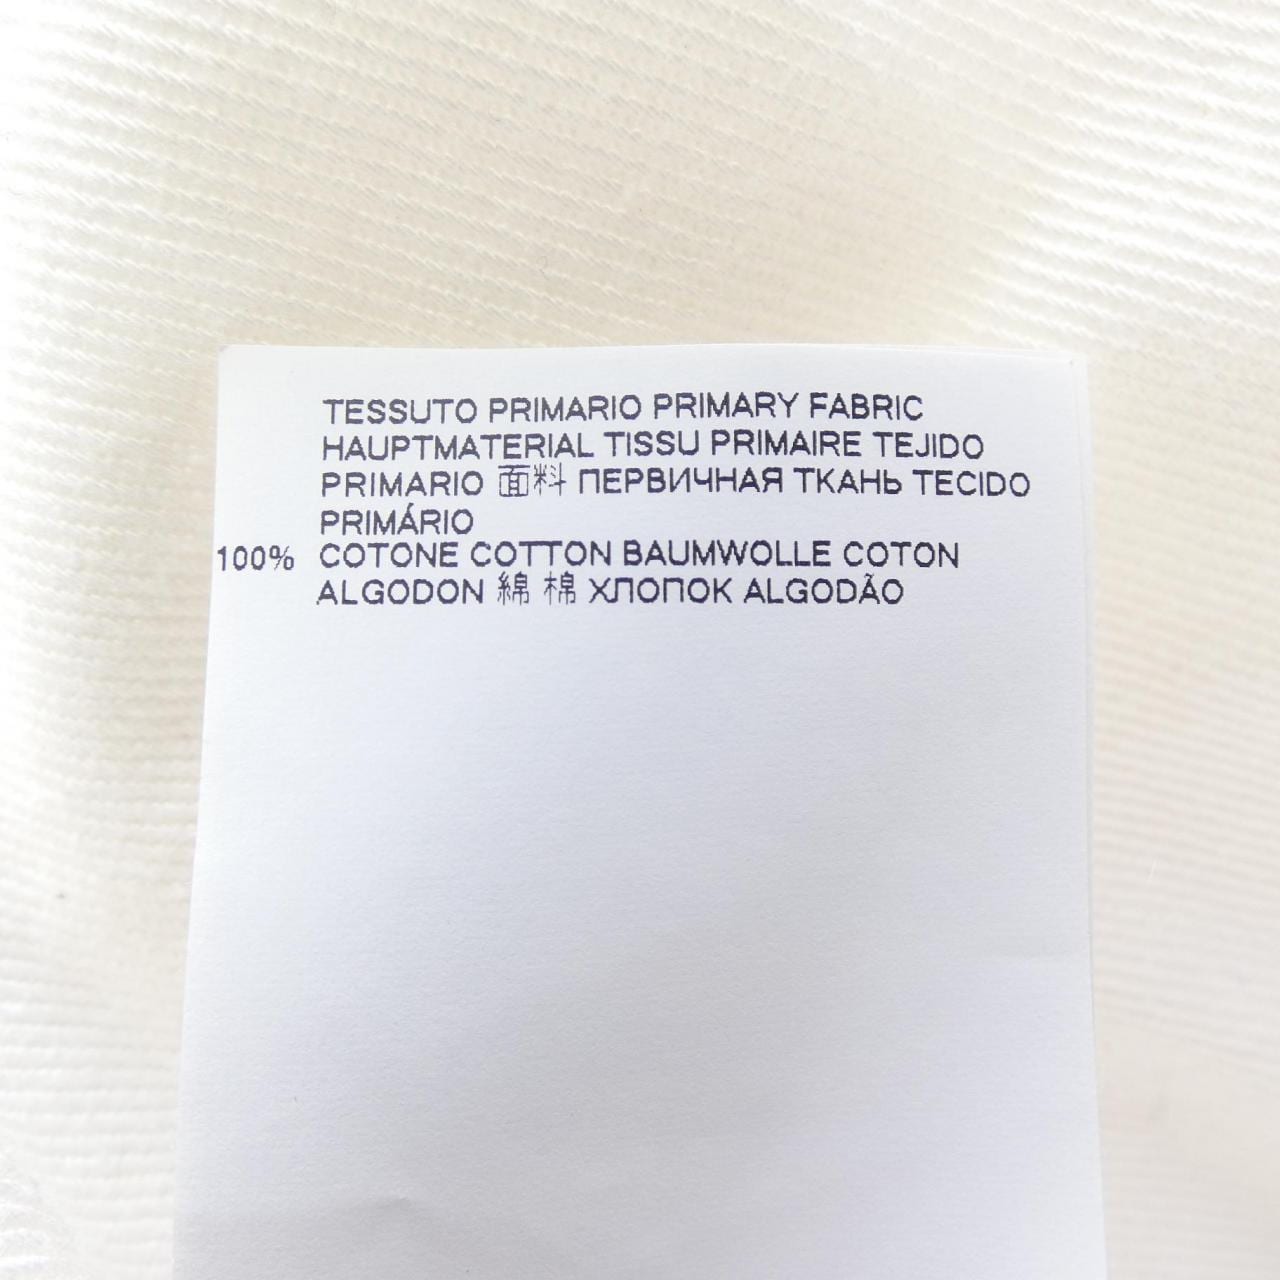 TESSUTO PRIMARIO PRIMARY FABRIC
HAUPTMATERIAL TISSU PRIMAIRE TEJIDO
PRIMARIO 面料 ПЕРВИЧНАЯ ТКАНЬ TECIDO
PRIMÁRIO
100% COTONE COTTON BAUMWOLLE COTON
ALGODON 綿 棉 ХЛОПОК ALGODÃO